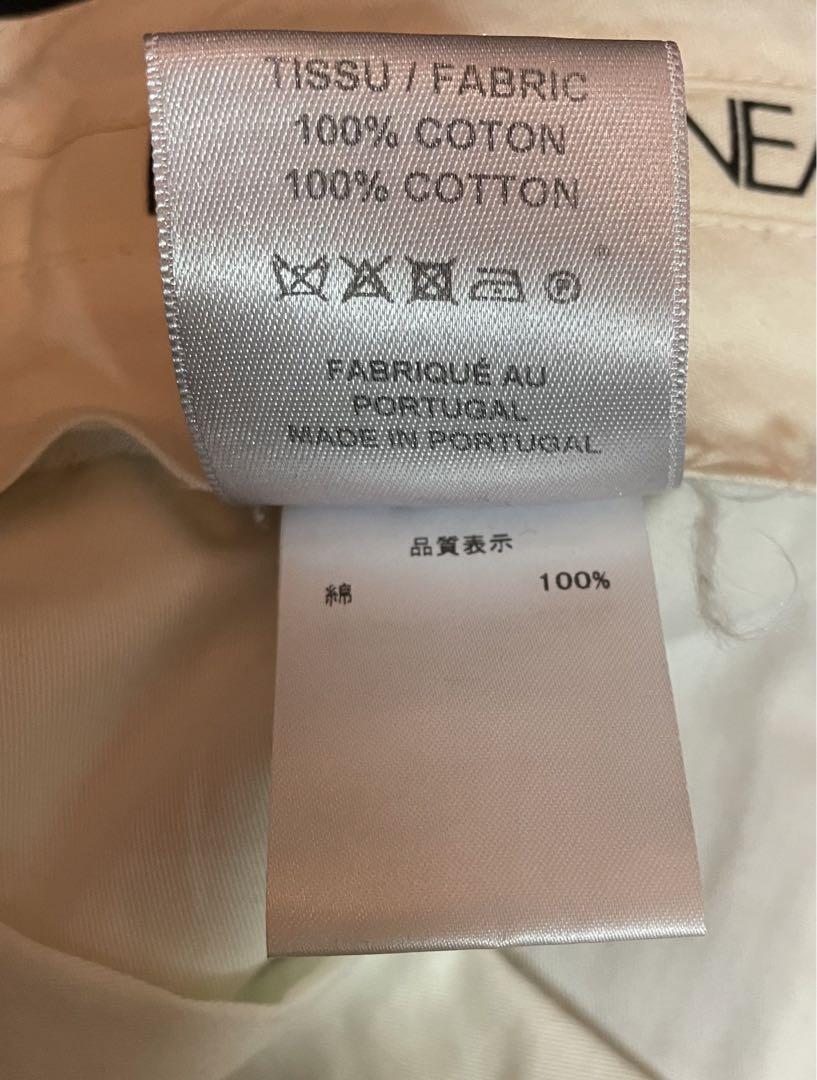 TISSU / FABRIC
100% COTON
100% COTTON
P
FABRIQUÉ AU
PORTUGAL
MADE IN PORTUGAL
品質表示
綿 100%